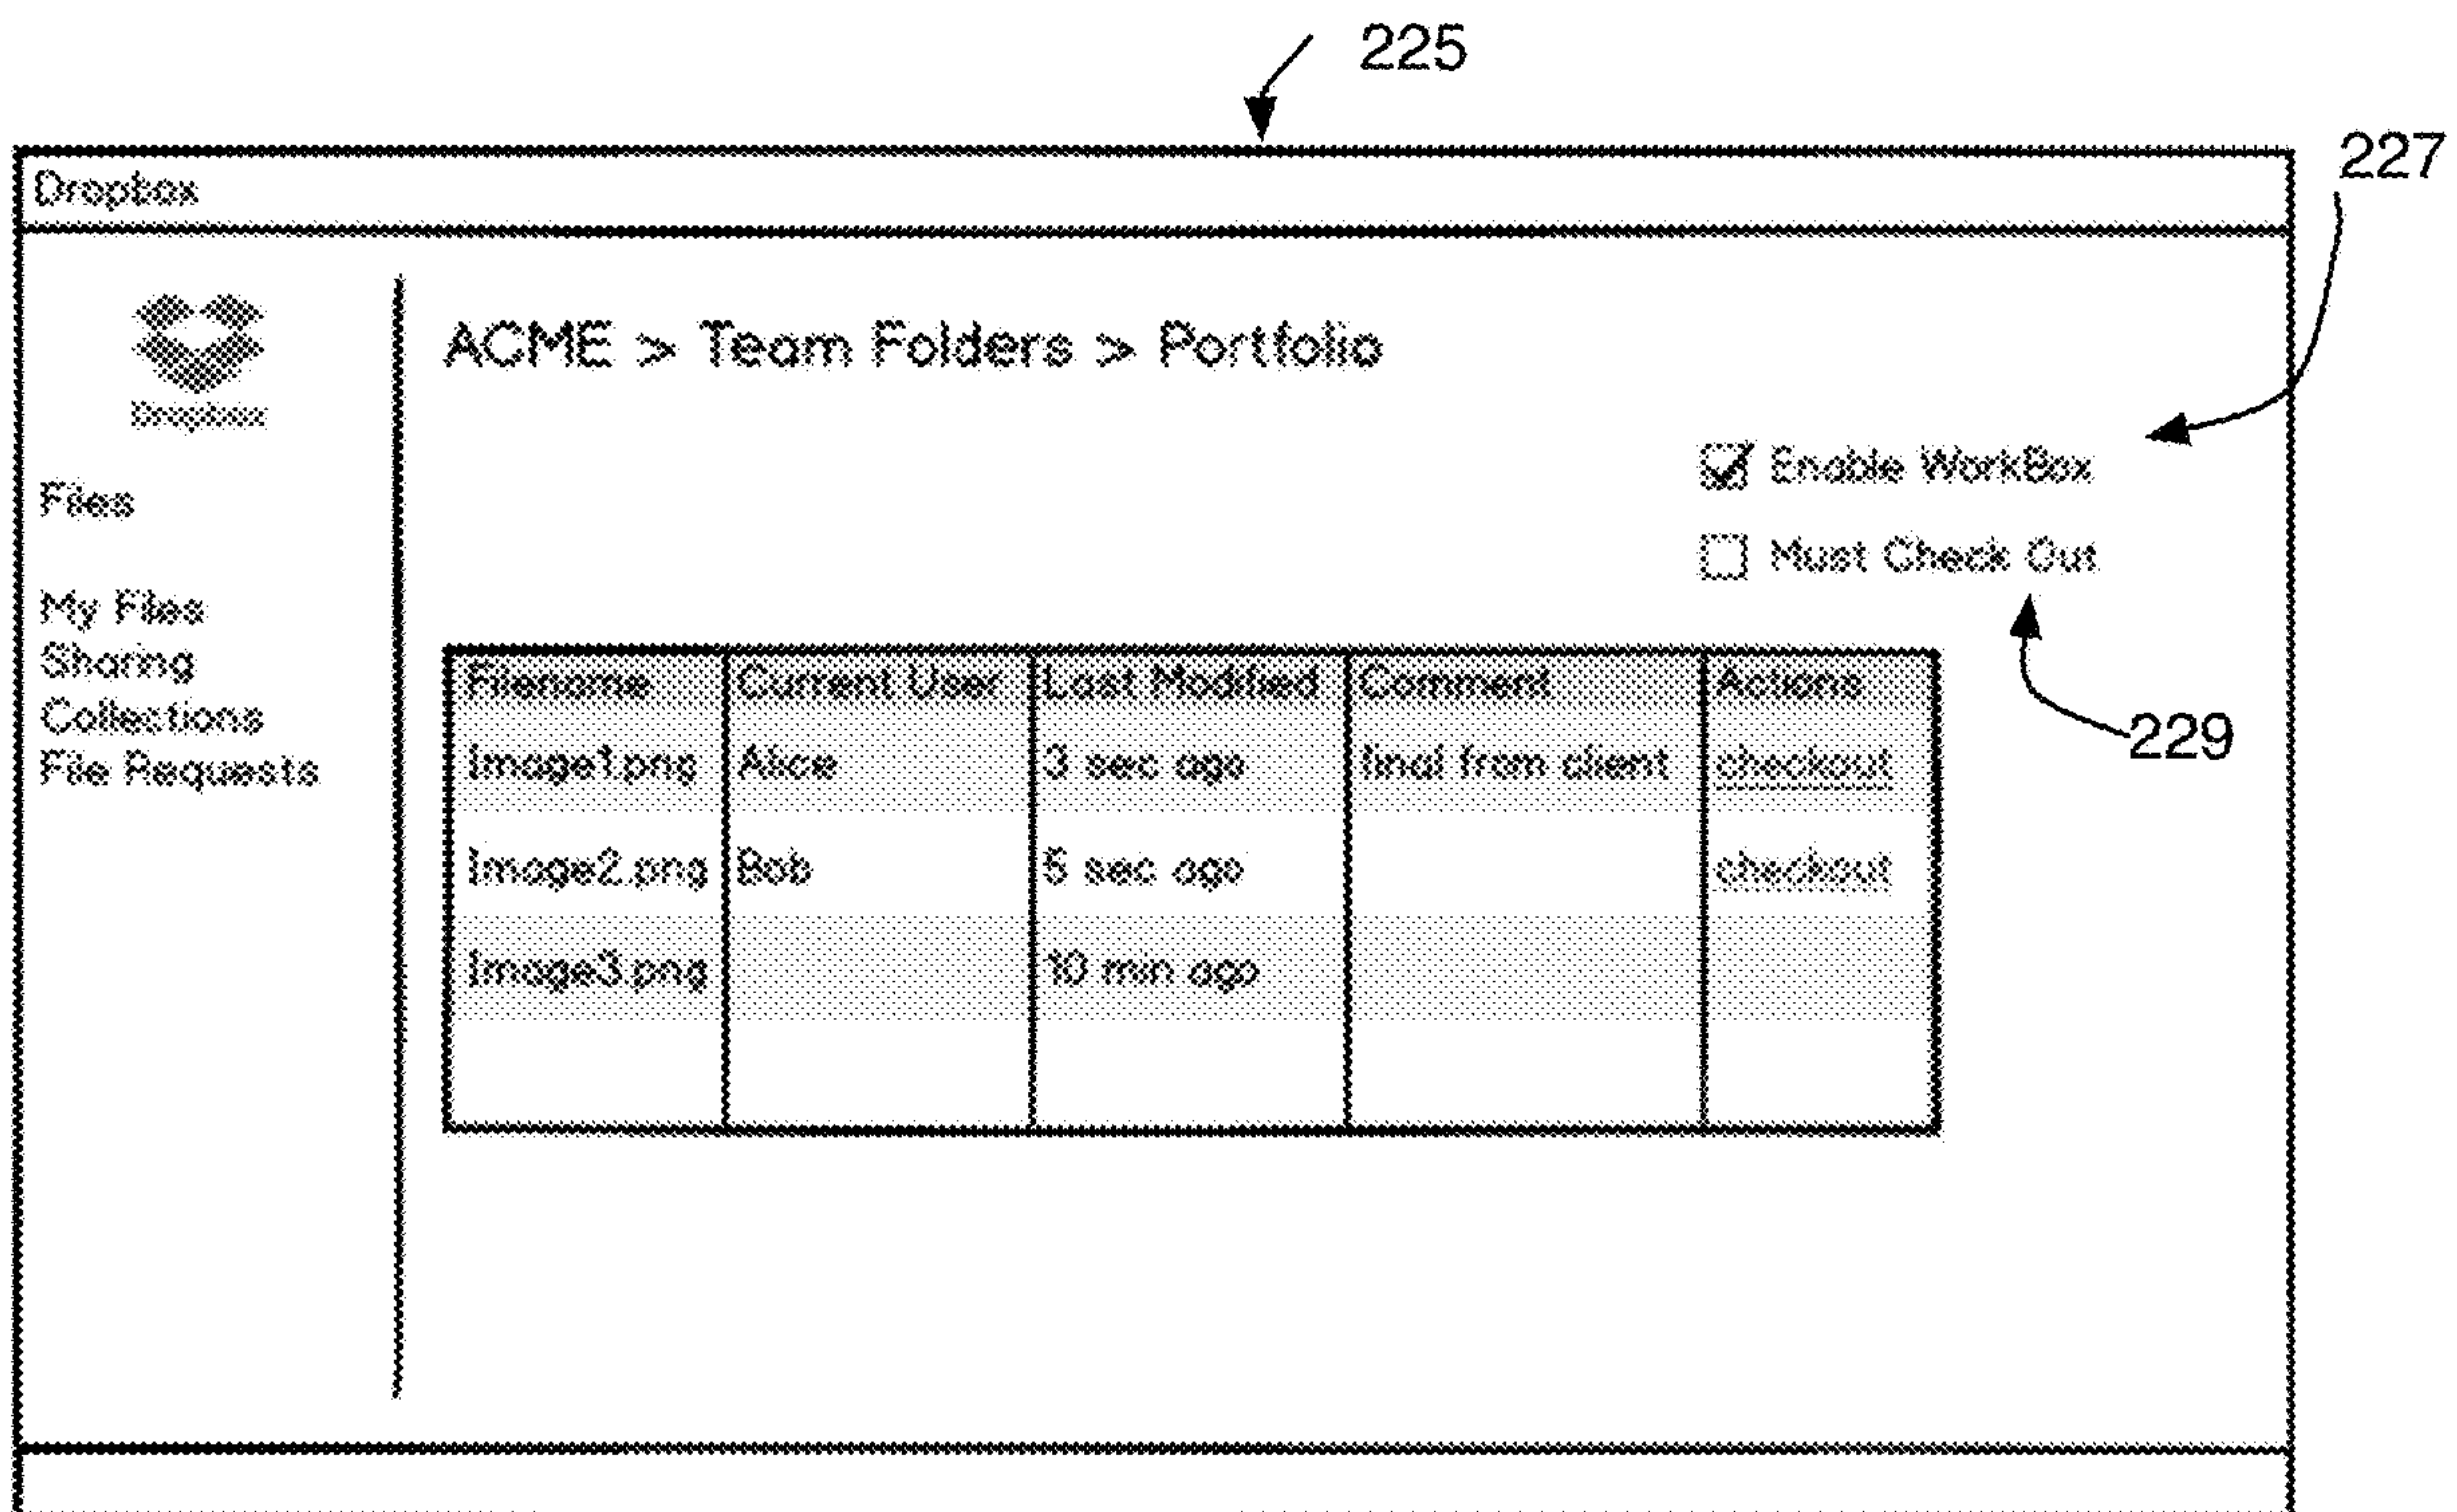 225
227
Dropbox
Dropbox
ACME > Team Folders > Portfolio
Enable WorkBox
Must Check Out
229
Files
My Files
Sharing
Collections
File Requests
Filename Current User Last Modified Comment Actions
Image1.png Alice 3 sec ago final from client checkout
Image2.png Bob 5 sec ago checkout
Image3.png 10 min ago